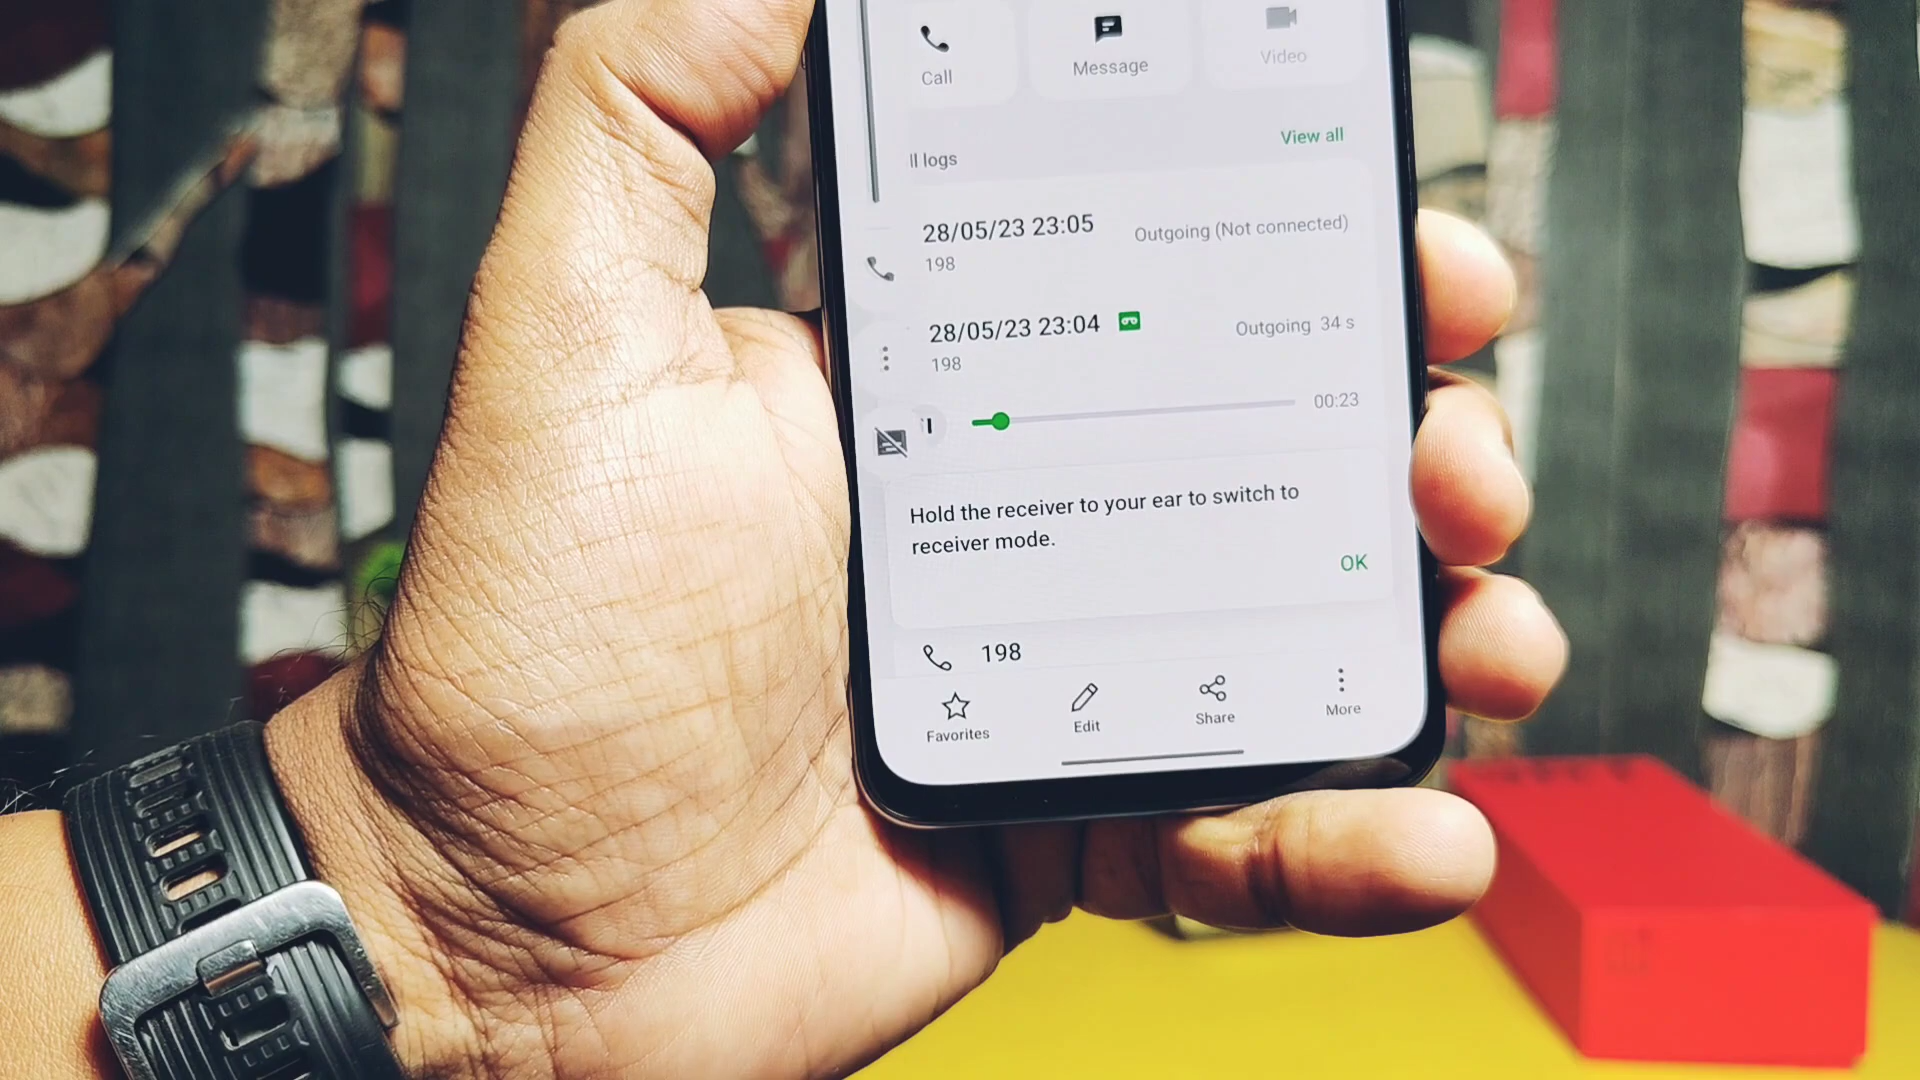 Call
Message
Video
ll logs
View all
28/05/23 23:05
Outgoing (Not connected)
198
28/05/23 23:04
Outgoing 34 s
198
00:23
Hold the receiver to your ear to switch to
receiver mode.
OK
198
Favorites
Edit
Share
More